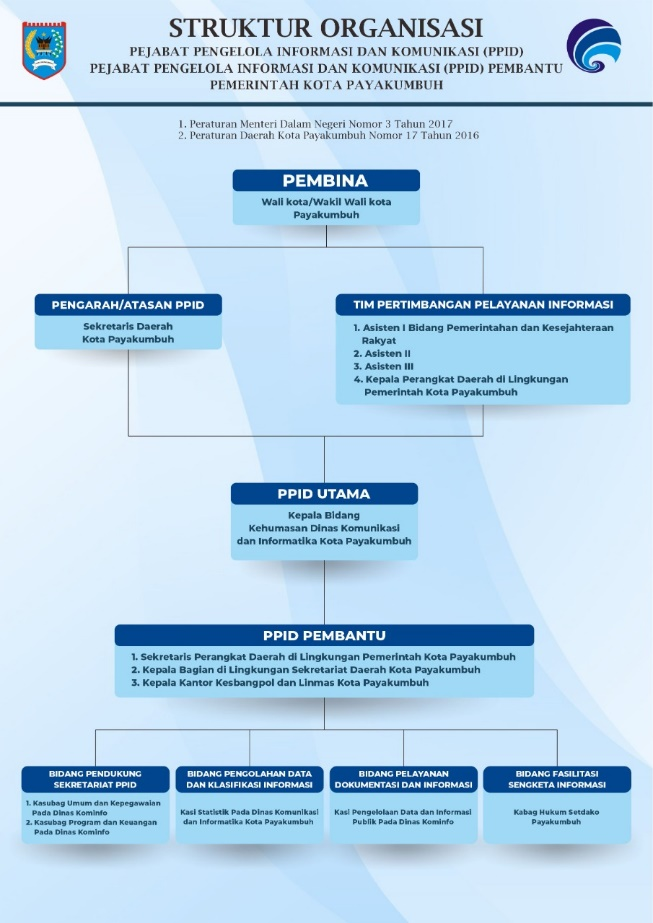 STRUKTUR ORGANISASI
PEJABAT PENGELOLA INFORMASI DAN KOMUNIKASI (PPID)
PEJABAT PENGELOLA INFORMASI DAN KOMUNIKASI (PPID) PEMBANTU
PEMERINTAH KOTA PAYAKUMBUH
1. Peraturan Menteri Dalam Negeri Nomor 3 Tahun 2017
2. Peraturan Daerah Kota Payakumbuh Nomor 17 Tahun 2016
PEMBINA
Wali kota/Wakil Wali kota
Payakumbuh
PENGARAH/ATASAN PPID
Sekretaris Daerah
Kota Payakumbuh
TIM PERTIMBANGAN PELAYANAN INFORMASI
1. Asisten I Bidang Pemerintahan dan Kesejahteraan
Rakyat
2. Asisten II
3. Asisten III
4. Kepala Perangkat Daerah di Lingkungan
Pemerintah Kota Payakumbuh
PPID UTAMA
Kepala Bidang
Kehumasan Dinas Komunikasi
dan Informatika Kota Payakumbuh
PPID PEMBANTU
1. Sekretaris Perangkat Daerah di Lingkungan Pemerintah Kota Payakumbuh
2. Kepala Bagian di Lingkungan Sekretariat Daerah Kota Payakumbuh
3. Kepala Kantor Kesbangpol dan Linmas Kota Payakumbuh
BIDANG PENDUKUNG
SEKRETARIAT PPID
1. Kasubag Umum dan Kepegawaian
Pada Dinas Kominfo
2. Kasubag Program dan Keuangan
Pada Dinas Kominfo
BIDANG PENGOLAHAN DATA
DAN KLASIFIKASI INFORMASI
Kasi Statistik Pada Dinas Komunikasi
dan Informatika Kota Payakumbuh
BIDANG PELAYANAN
DOKUMENTASI DAN INFORMASI
Kasi Pengelolaan Data dan Informasi
Publik Pada Dinas Kominfo
BIDANG FASILITASI
SENGKETA INFORMASI
Kabag Hukum Setdako
Payakumbuh